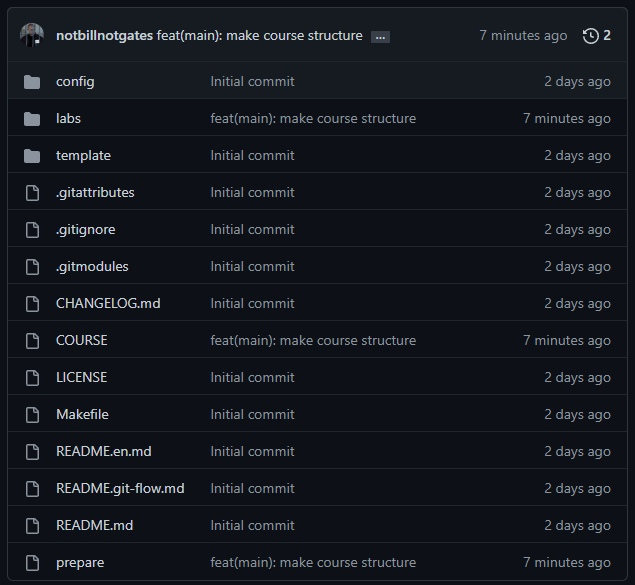 notbillnotgates feat(main): make course structure ... 7 minutes ago 2
config Initial commit 2 days ago
labs feat(main): make course structure 7 minutes ago
template Initial commit 2 days ago
.gitattributes Initial commit 2 days ago
.gitignore Initial commit 2 days ago
.gitmodules Initial commit 2 days ago
CHANGELOG.md Initial commit 2 days ago
COURSE feat(main): make course structure 7 minutes ago
LICENSE Initial commit 2 days ago
Makefile Initial commit 2 days ago
README.en.md Initial commit 2 days ago
README.git-flow.md Initial commit 2 days ago
README.md Initial commit 2 days ago
prepare feat(main): make course structure 7 minutes ago